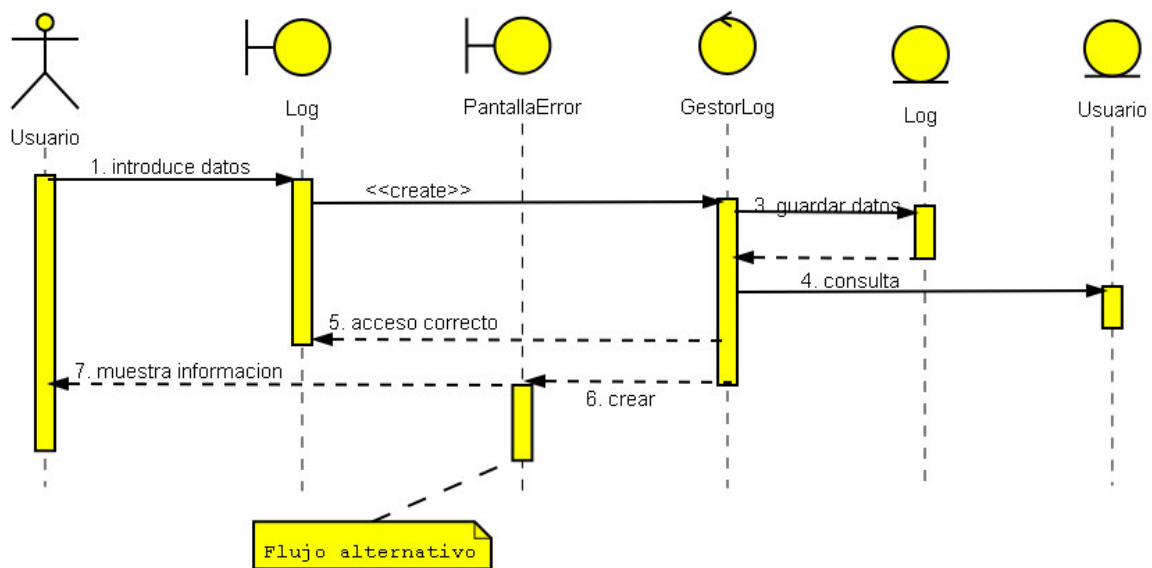 Usuario
Log
PantallaError
GestorLog
Log
Usuario
1. introduce datos
<<create>>
3. guardar datos
4. consulta
5. acceso correcto
7. muestra informacion
6. crear
Flujo alternativo